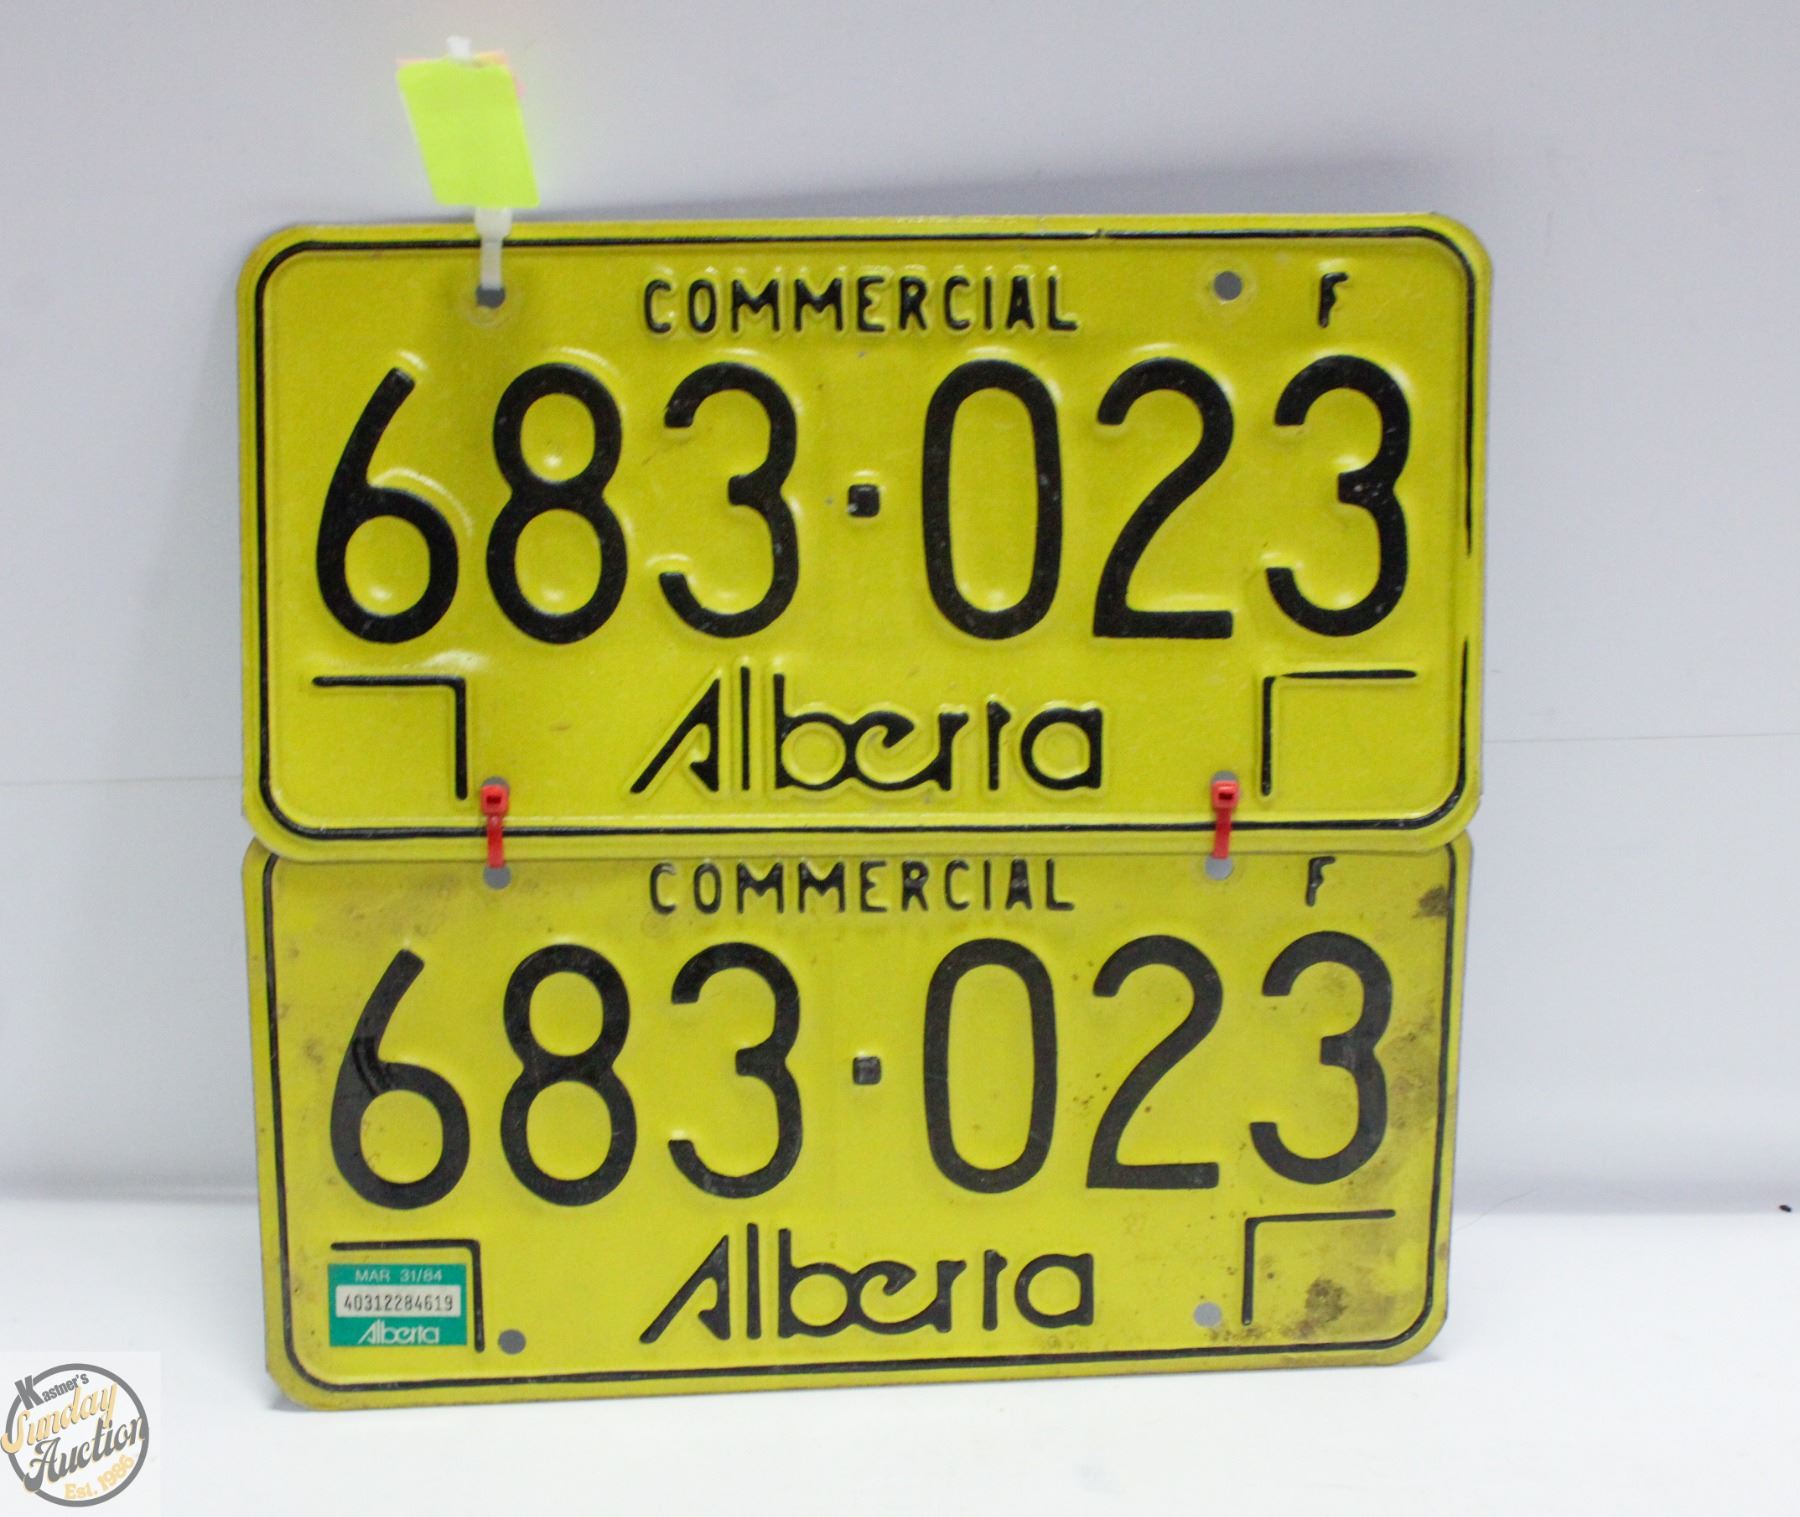 COMMERCIAL F
683·023
Alberta
COMMERCIAL F
683·023
MAR 31/84
40312284619
Alberta
Alberta
Kastner's
Sunday
Auction
Est. 1986